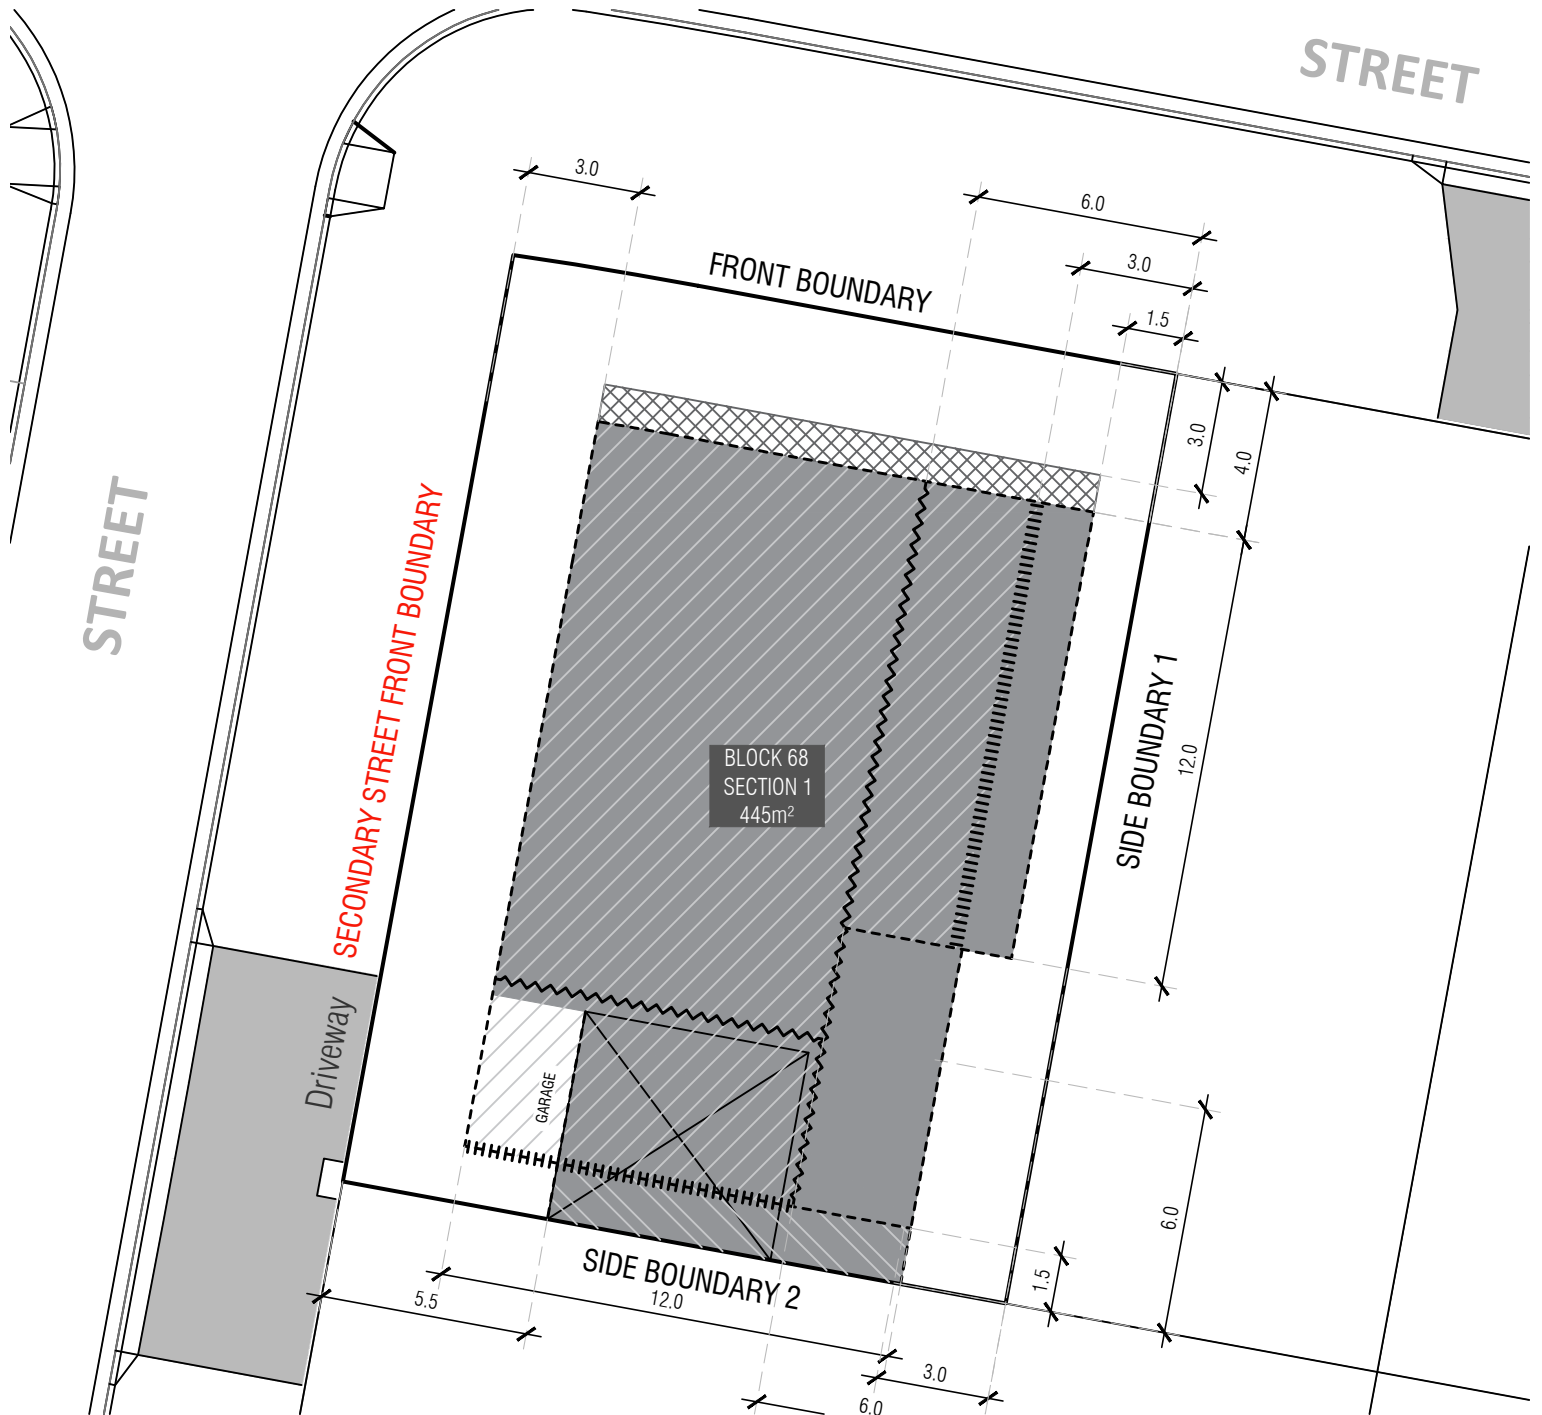 STREET
3.0
6.0
3.0
1.5
FRONT BOUNDARY
3.0
4.0
STREET
SECONDARY STREET FRONT BOUNDARY
SIDE BOUNDARY 1
12.0
BLOCK 68
SECTION 1
445m²
Driveway
GARAGE
6.0
1.5
SIDE BOUNDARY 2
5.5
12.0
3.0
6.0